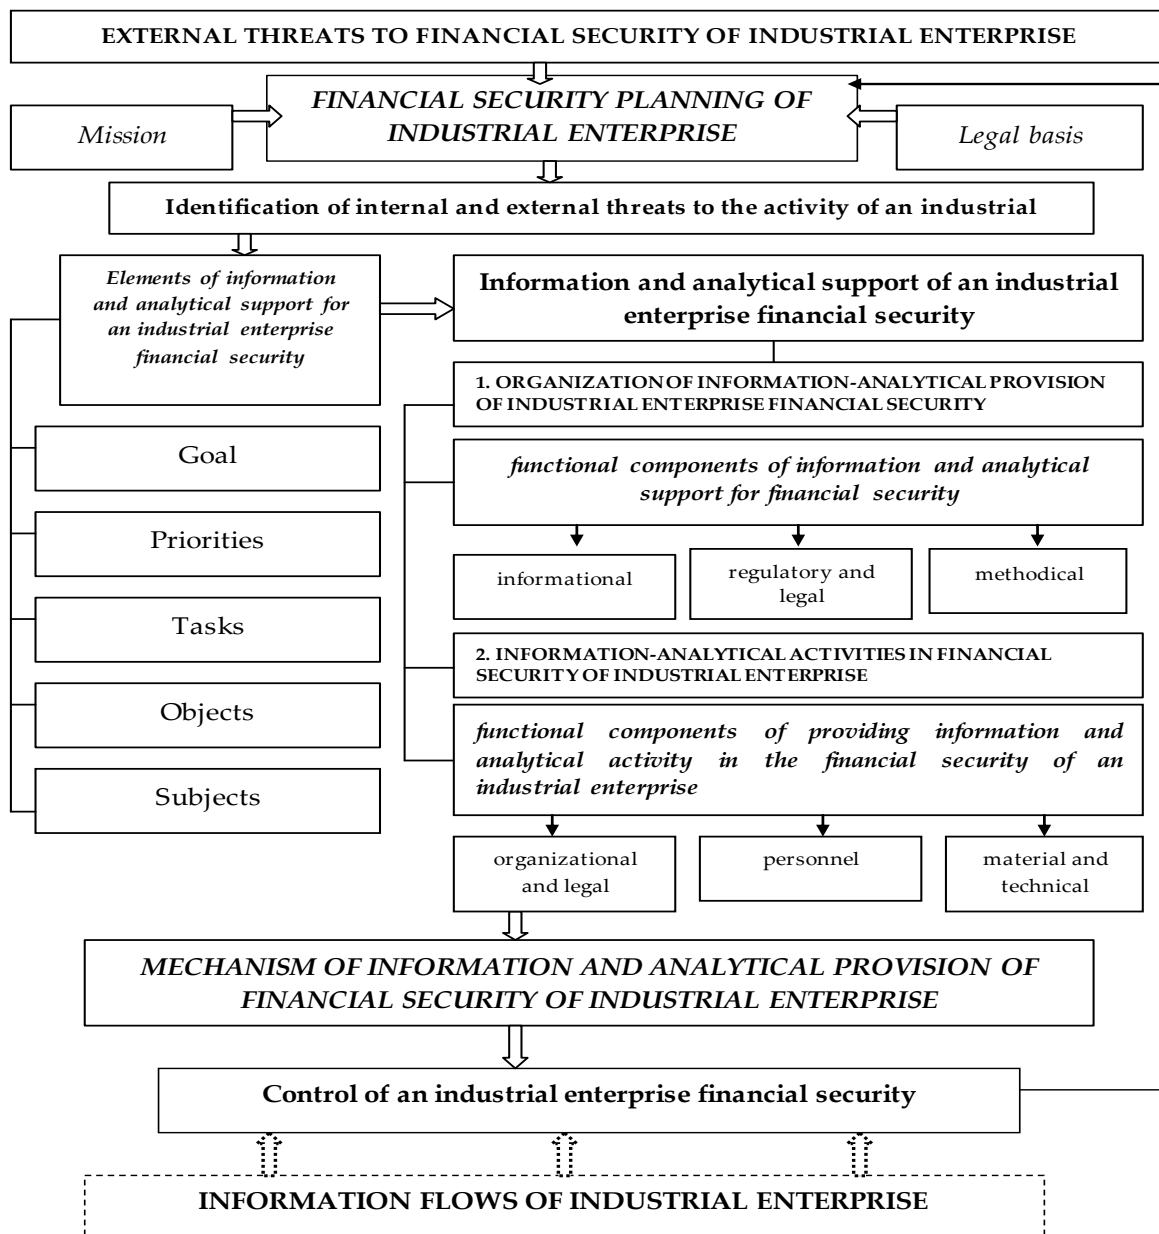 EXTERNAL THREATS TO FINANCIAL SECURITY OF INDUSTRIAL ENTERPRISE
FINANCIAL SECURITY PLANNING OF
INDUSTRIAL ENTERPRISE
Mission
Legal basis
Identification of internal and external threats to the activity of an industrial
Elements of information
and analytical support for
an industrial enterprise
financial security
Goal
Priorities
Tasks
Objects
Subjects
Information and analytical support of an industrial
enterprise financial security
1. ORGANIZATION OF INFORMATION-ANALYTICAL PROVISION
OF INDUSTRIAL ENTERPRISE FINANCIAL SECURITY
functional components of information and analytical
support for financial security
informational
regulatory and
legal
methodical
2. INFORMATION-ANALYTICAL ACTIVITIES IN FINANCIAL
SECURITY OF INDUSTRIAL ENTERPRISE
functional components of providing information and
analytical activity in the financial security of an
industrial enterprise
organizational
and legal
personnel
material and
technical
MECHANISM OF INFORMATION AND ANALYTICAL PROVISION OF
FINANCIAL SECURITY OF INDUSTRIAL ENTERPRISE
Control of an industrial enterprise financial security
INFORMATION FLOWS OF INDUSTRIAL ENTERPRISE